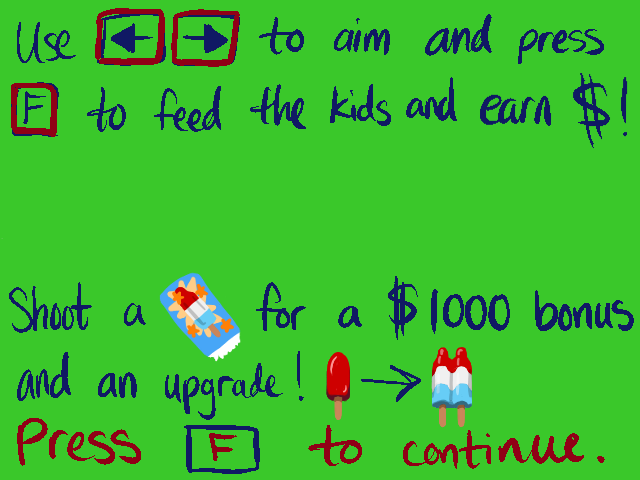 Use ← → to aim and press
F to feed the kids and earn $!
Shoot a for a $1000 bonus
and an upgrade! →
Press F to continue.